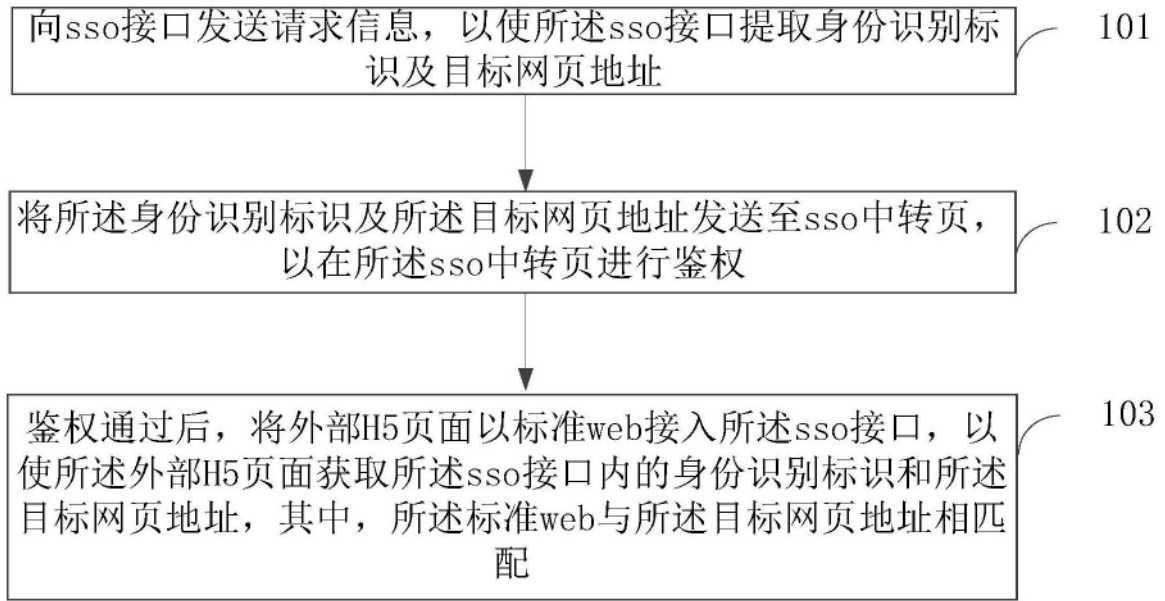 向sso接口发送请求信息，以使所述sso接口提取身份识别标
识及目标网页地址
101
将所述身份识别标识及所述目标网页地址发送至sso中转页，
以在所述sso中转页进行鉴权
102
鉴权通过后，将外部H5页面以标准web接入所述sso接口，以
使所述外部H5页面获取所述sso接口内的身份识别标识和所述
目标网页地址，其中，所述标准web与所述目标网页地址相匹
配
103